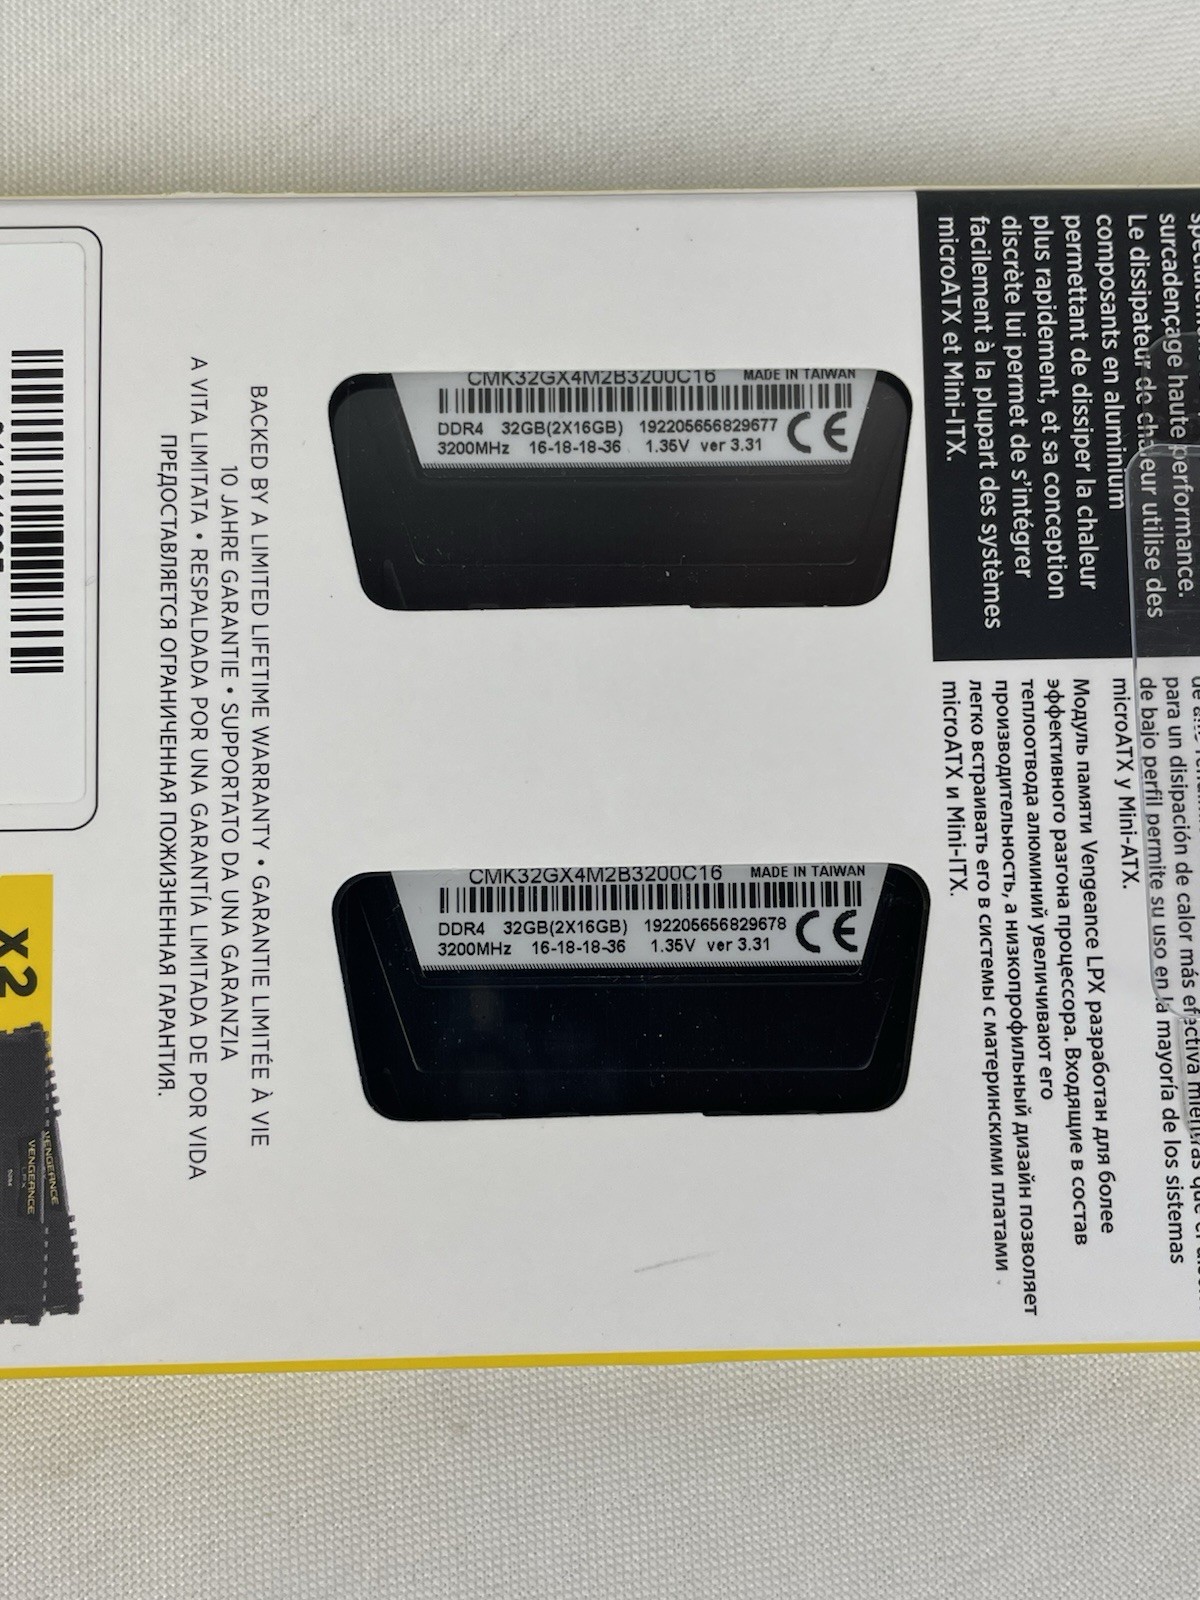 CMK32GX4M2B3200C16 MADE IN TAIWAN
DDR4 32GB(2X16GB) 192205656829677
3200MHz 16-18-18-36 1.35V ver 3.31
CE
CMK32GX4M2B3200C16 MADE IN TAIWAN
DDR4 32GB(2X16GB) 192205656829678
3200MHz 16-18-18-36 1.35V ver 3.31
CE
surcadençage haute performance.
Le dissipateur de chaleur utilise des
composants en aluminium
permettant de dissiper la chaleur
plus rapidement, et sa conception
discrète lui permet de s'intégrer
facilement à la plupart des systèmes
microATX et Mini-ITX.
para un disipación de calor más efectiva mientras que el
de bajo perfil permite su uso en la mayoría de los sistemas
microATX y Mini-ATX.
Модуль памяти Vengeance LPX разработан для более
эффективного разгона процессора. Входящие в состав
теплоотвода алюминий увеличивают его
производительность, а низкопрофильный дизайн позволяет
легко встраивать его в системы с материнскими платами
microATX и Mini-ITX.
BACKED BY A LIMITED LIFETIME WARRANTY • GARANTIE LIMITÉE À VIE
10 JAHRE GARANTIE • SUPPORTATO DA UNA GARANZIA
A VITA LIMITATA • RESPALDADA POR UNA GARANTÍA LIMITADA DE POR VIDA
ПРЕДОСТАВЛЯЕТСЯ ОГРАНИЧЕННАЯ ПОЖИЗНЕННАЯ ГАРАНТИЯ.
x2
VENGEANCE
VENGEANCE
LPX